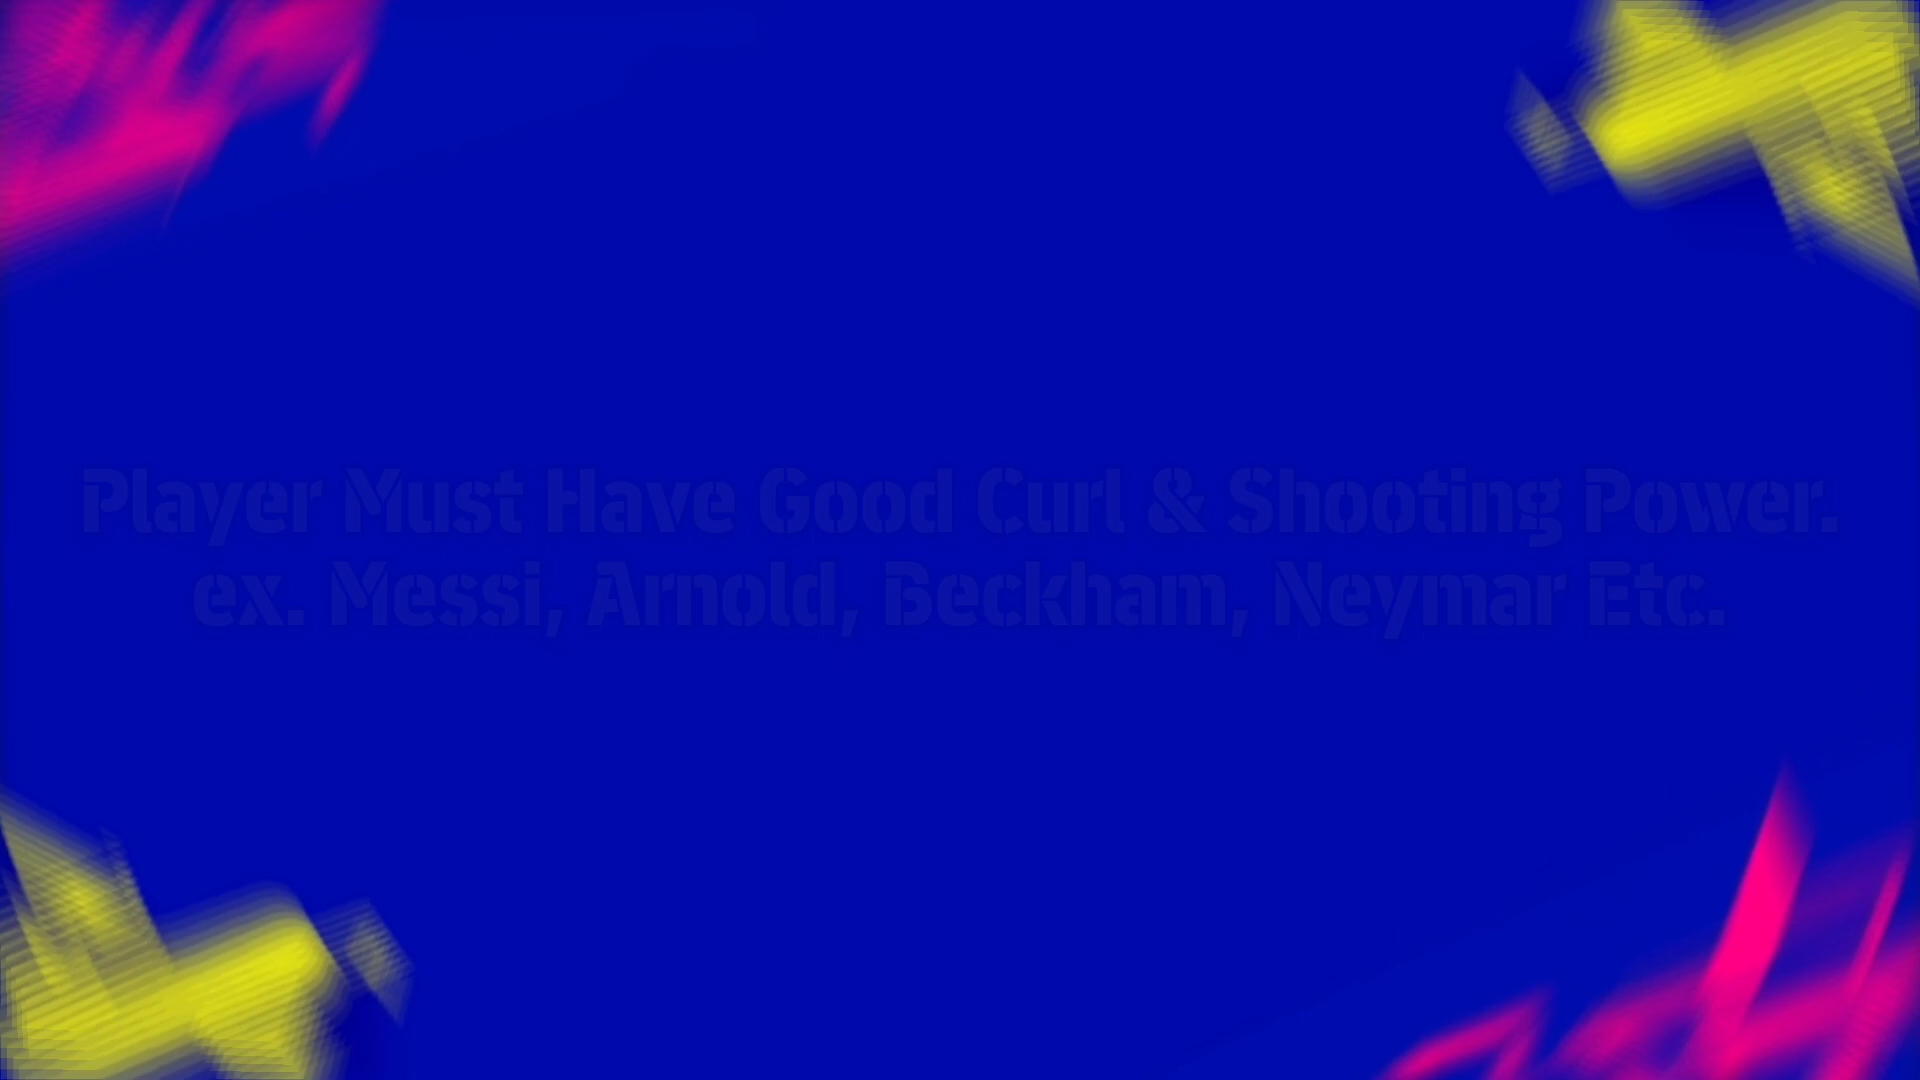 Player Must Have Good Curl & Shooting Power.
ex. Messi, Arnold, Beckham, Neymar Etc.